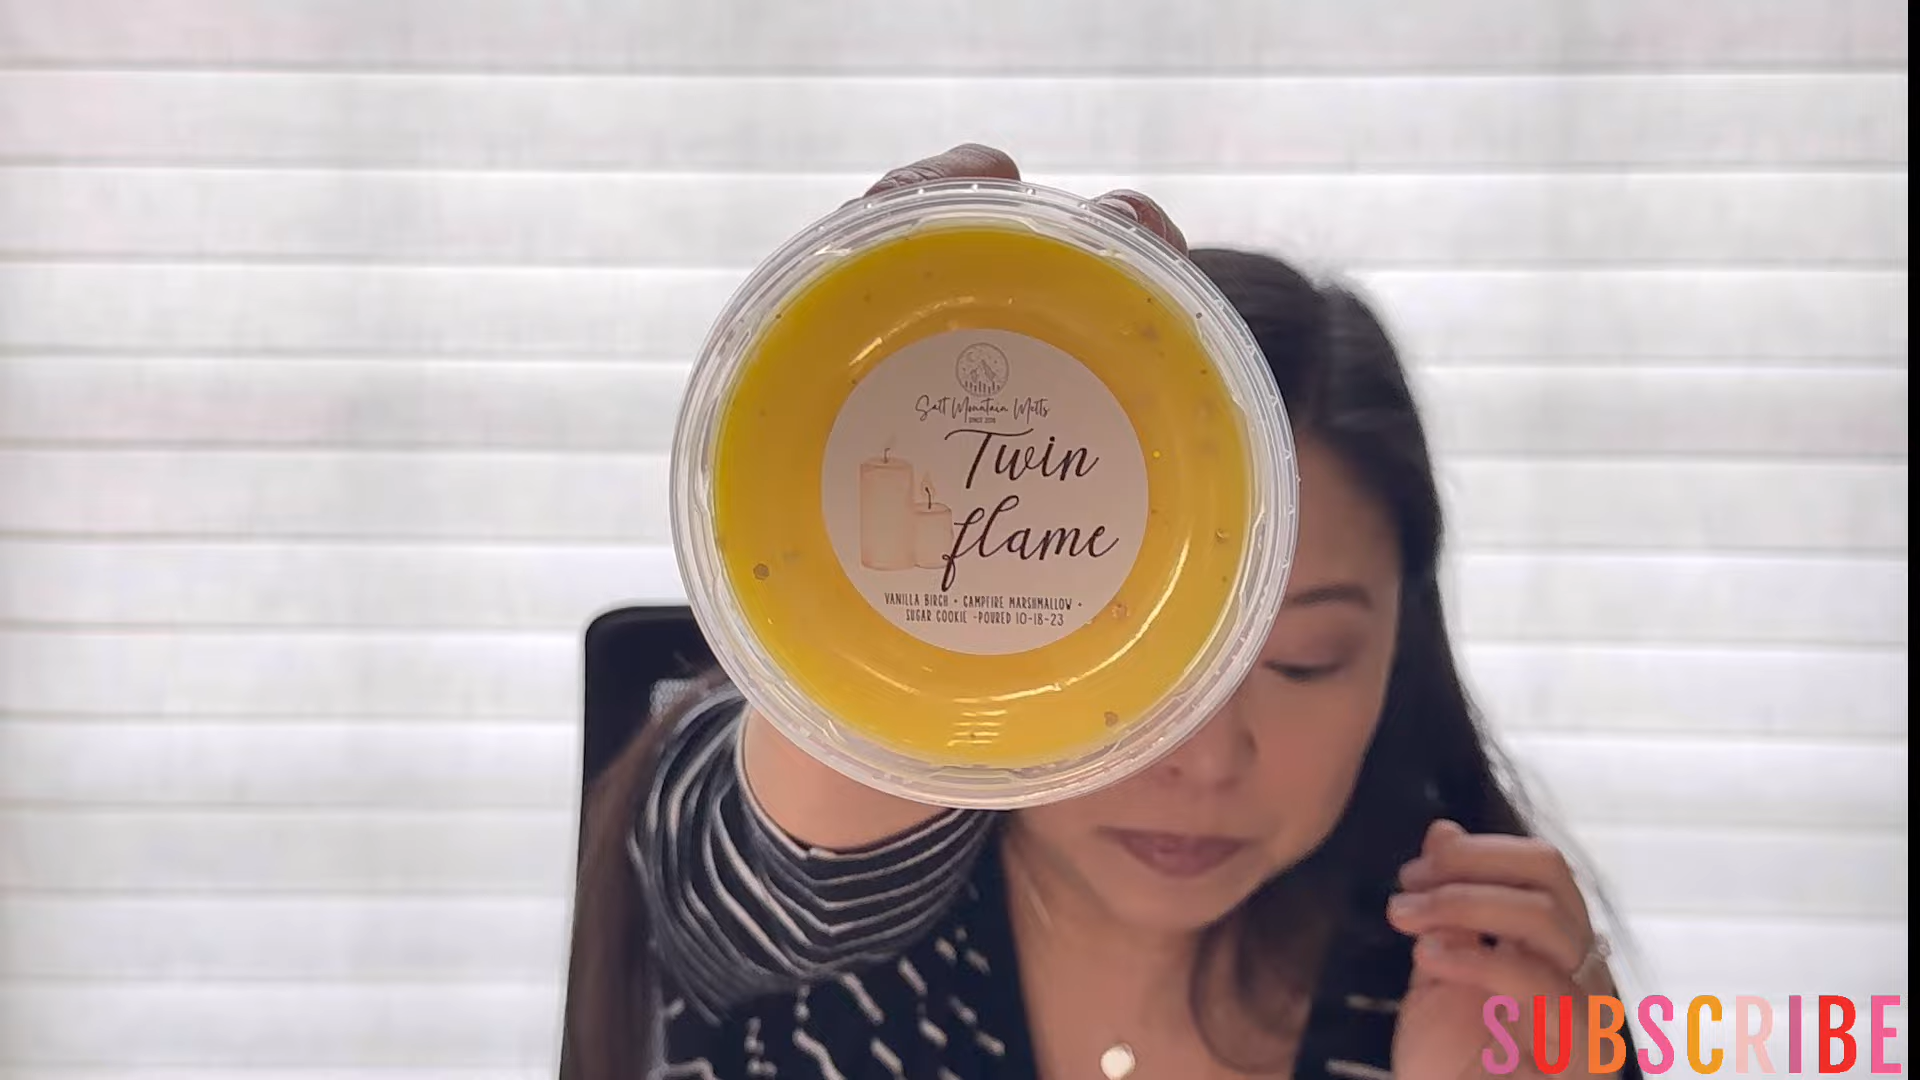 Salt Mountain Melts
SINCE 2018
Twin
flame
VANILLA BIRCH • CAMPFIRE MARSHMALLOW •
SUGAR COOKIE -POURED 10-18-23
SUBSCRIBE